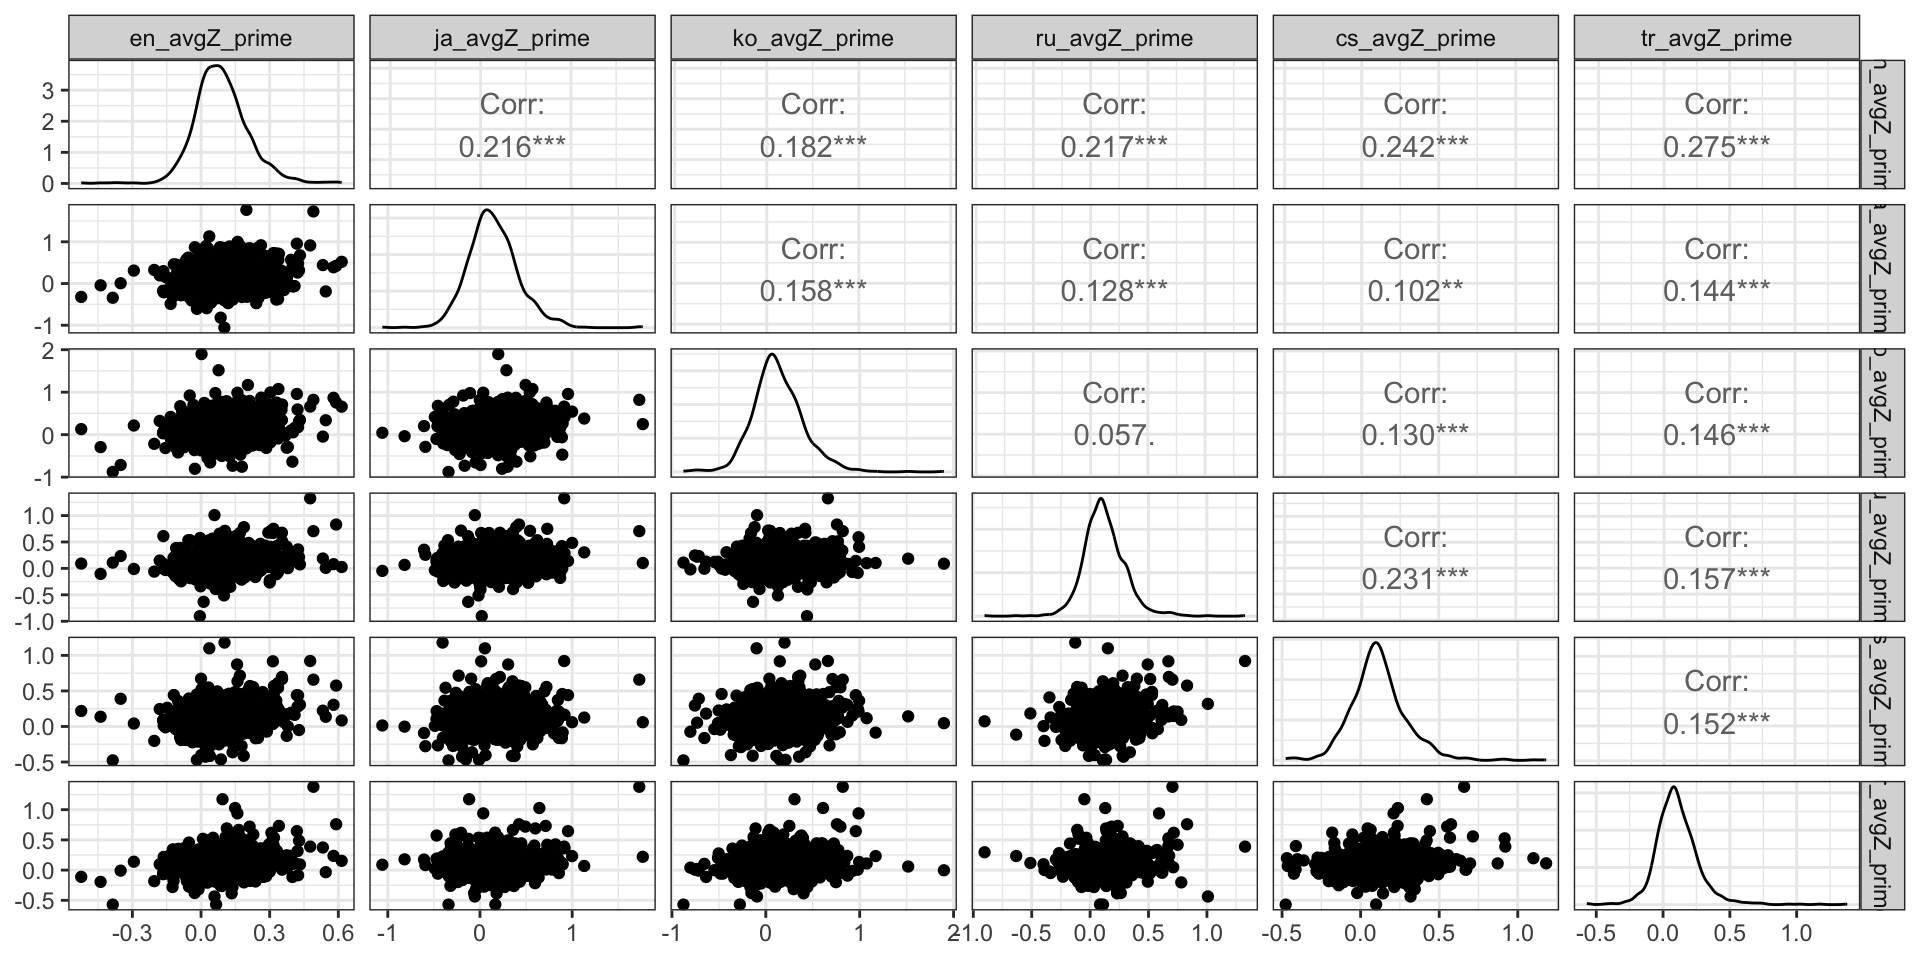 en_avgZ_prime ja_avgZ_prime ko_avgZ_prime ru_avgZ_prime cs_avgZ_prime tr_avgZ_prime
3
2
1
0
Corr: Corr: Corr: Corr: Corr:
0.216*** 0.182*** 0.217*** 0.242*** 0.275***
n_avgZ_prim
1
0
-1
Corr: Corr: Corr: Corr:
0.158*** 0.128*** 0.102** 0.144***
a_avgZ_prim
2
1
0
-1
Corr: Corr: Corr:
0.057. 0.130*** 0.146***
o_avgZ_prim
1.0
0.5
0.0
-0.5
-1.0
Corr: Corr:
0.231*** 0.157***
u_avgZ_prim
1.0
0.5
0.0
-0.5
Corr:
0.152***
s_avgZ_prim
1.0
0.5
0.0
-0.5
_avgZ_prim
-0.3 0.0 0.3 0.6 -1 0 1 -1 0 1 2 -1.0 -0.5 0.0 0.5 1.0 -0.5 0.0 0.5 1.0 -0.5 0.0 0.5 1.0